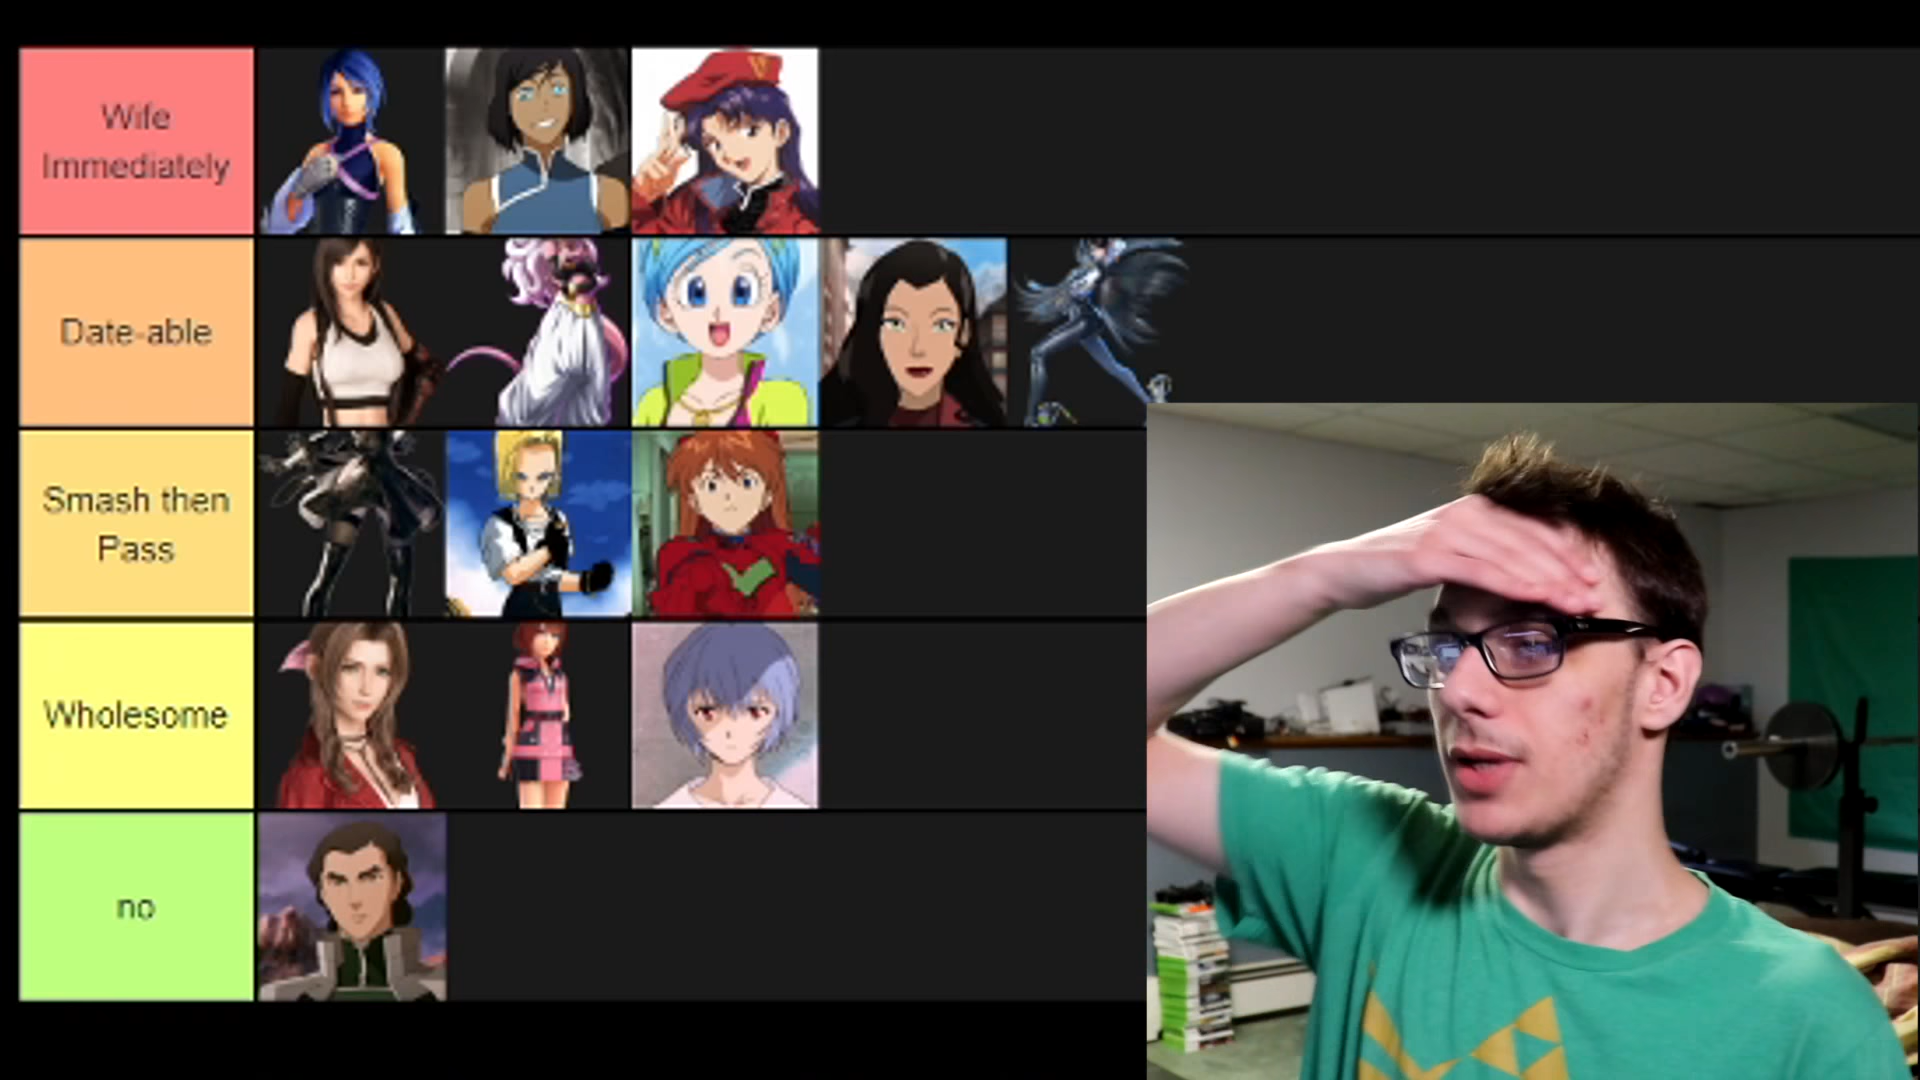 Wife
Immediately
Date-able
Smash then
Pass
Wholesome
no